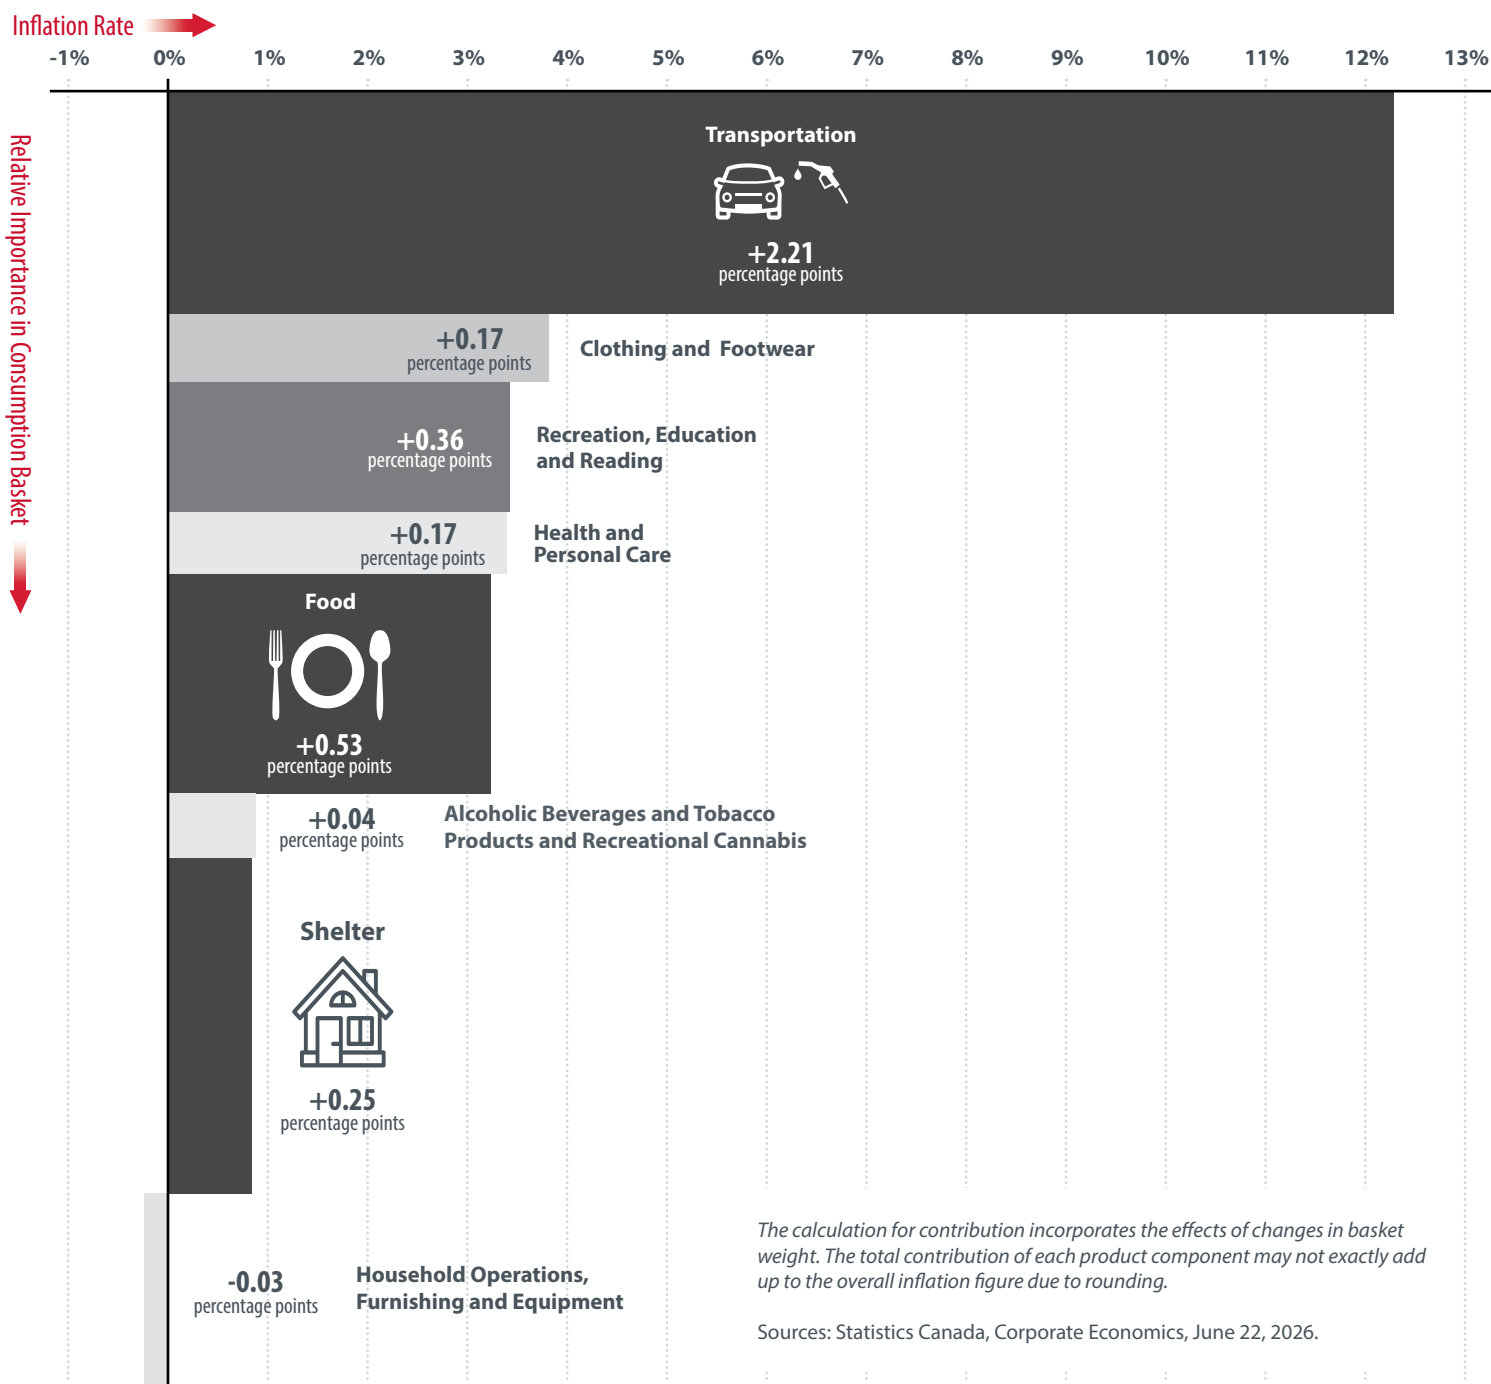 Inflation Rate
-1% 0% 1% 2% 3% 4% 5% 6% 7% 8% 9% 10% 11% 12% 13%
Relative Importance in Consumption Basket
Transportation
+2.21
percentage points
+0.17
percentage points
Clothing and Footwear
+0.36
percentage points
Recreation, Education
and Reading
+0.17
percentage points
Health and
Personal Care
Food
+0.53
percentage points
+0.04
percentage points
Alcoholic Beverages and Tobacco
Products and Recreational Cannabis
Shelter
+0.25
percentage points
-0.03
percentage points
Household Operations,
Furnishing and Equipment
The calculation for contribution incorporates the effects of changes in basket
weight. The total contribution of each product component may not exactly add
up to the overall inflation figure due to rounding.
Sources: Statistics Canada, Corporate Economics, June 22, 2026.